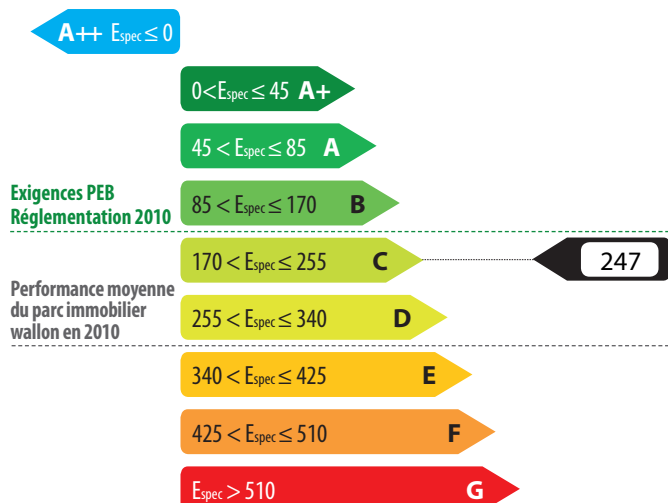 A++ Espec ≤ 0
0<Espec ≤ 45 A+
45 < Espec ≤ 85 A
Exigences PEB
Réglementation 2010
85 < Espec ≤ 170 B
170 < Espec ≤ 255 C
247
Performance moyenne
du parc immobilier
wallon en 2010
255 < Espec ≤ 340 D
340 < Espec ≤ 425 E
425 < Espec ≤ 510 F
Espec > 510 G